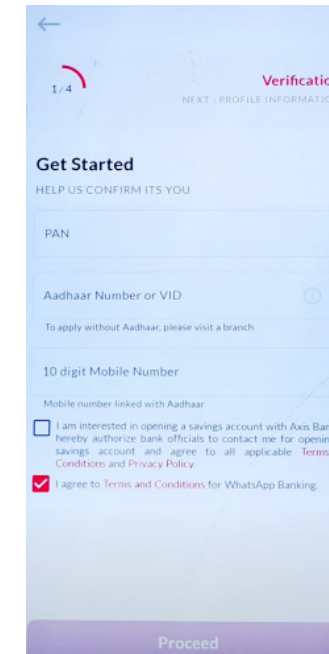 1/4
Verificatio
NEXT : PROFILE INFORMATIO
Get Started
HELP US CONFIRM ITS YOU
PAN
Aadhaar Number or VID
To apply without Aadhaar, please visit a branch
10 digit Mobile Number
Mobile number linked with Aadhaar
I am interested in opening a savings account with Axis Ban
hereby authorize bank officials to contact me for openin
savings account and agree to all applicable Terms
Conditions and Privacy Policy.
I agree to Terms and Conditions for WhatsApp Banking.
Proceed